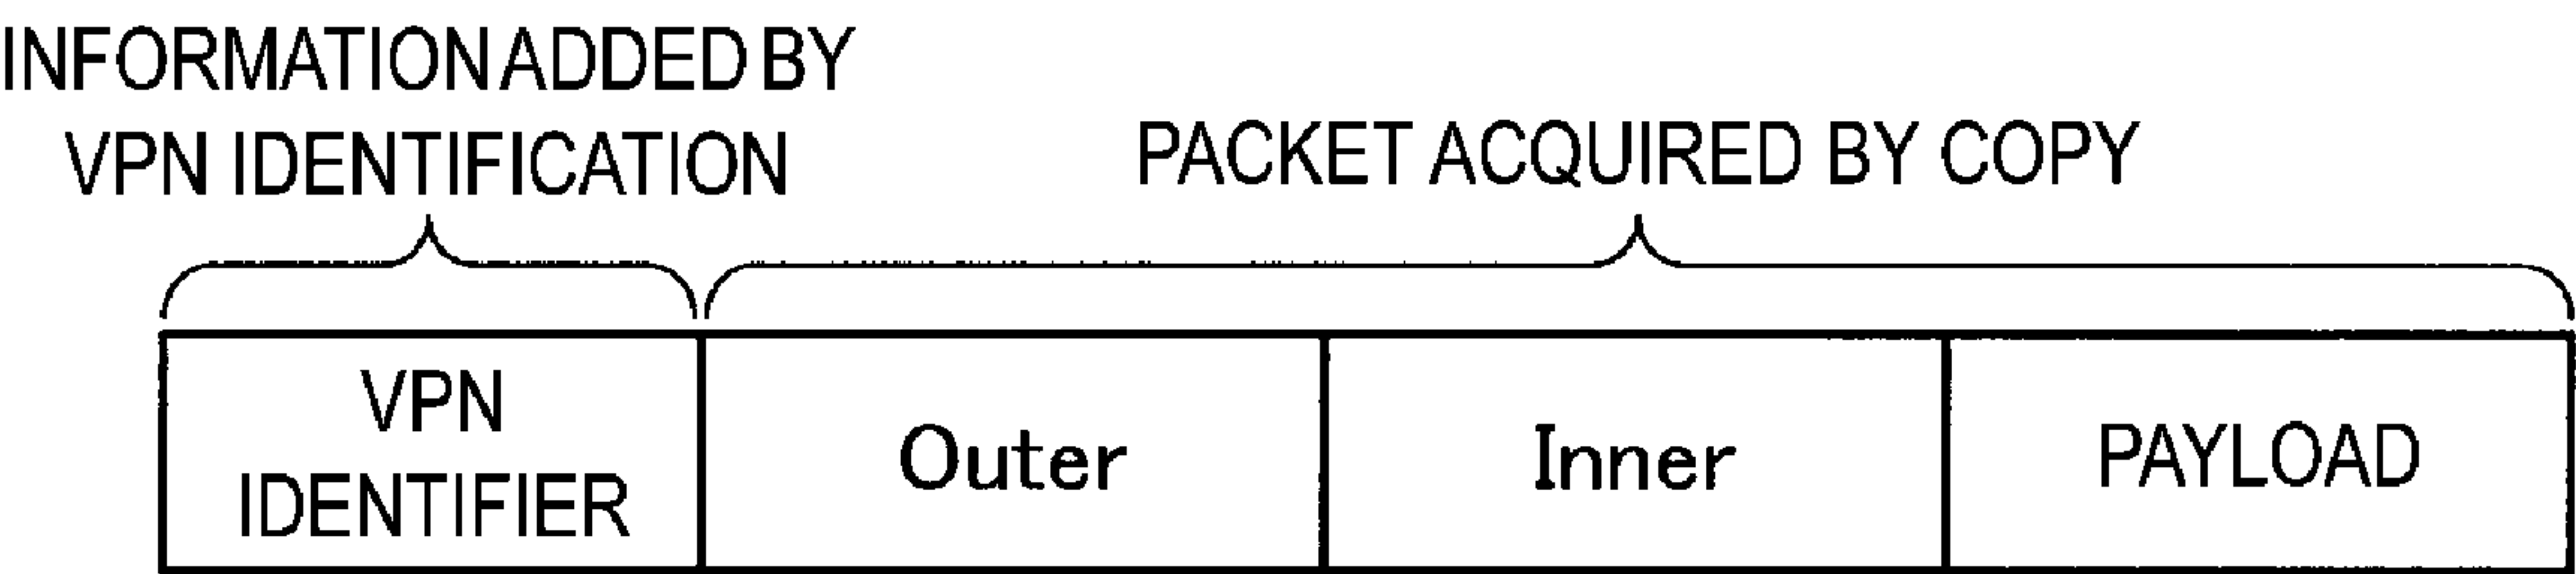 INFORMATION ADDED BY
VPN IDENTIFICATION
PACKET ACQUIRED BY COPY
VPN
IDENTIFIER
Outer
Inner
PAYLOAD